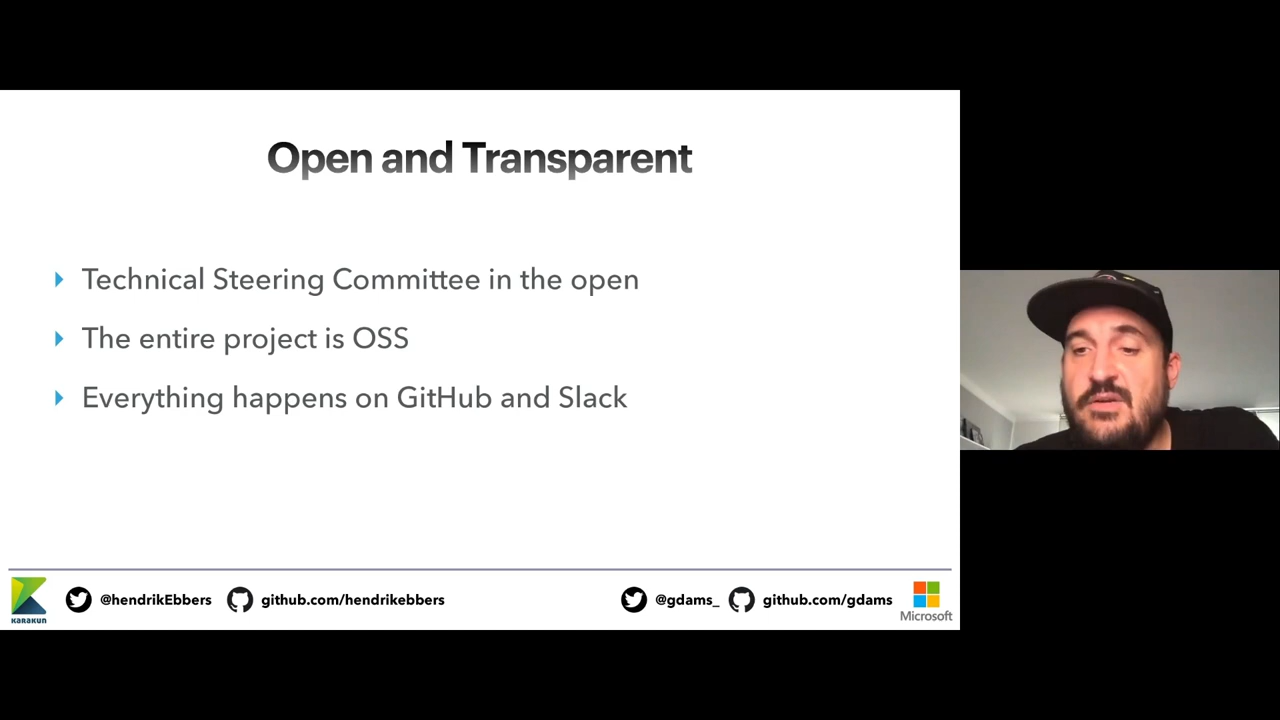 Open and Transparent
Technical Steering Committee in the open
The entire project is OSS
Everything happens on GitHub and Slack
KARAKUN
@hendrikEbbers
github.com/hendrikebbers
@gdams_
github.com/gdams
Microsoft